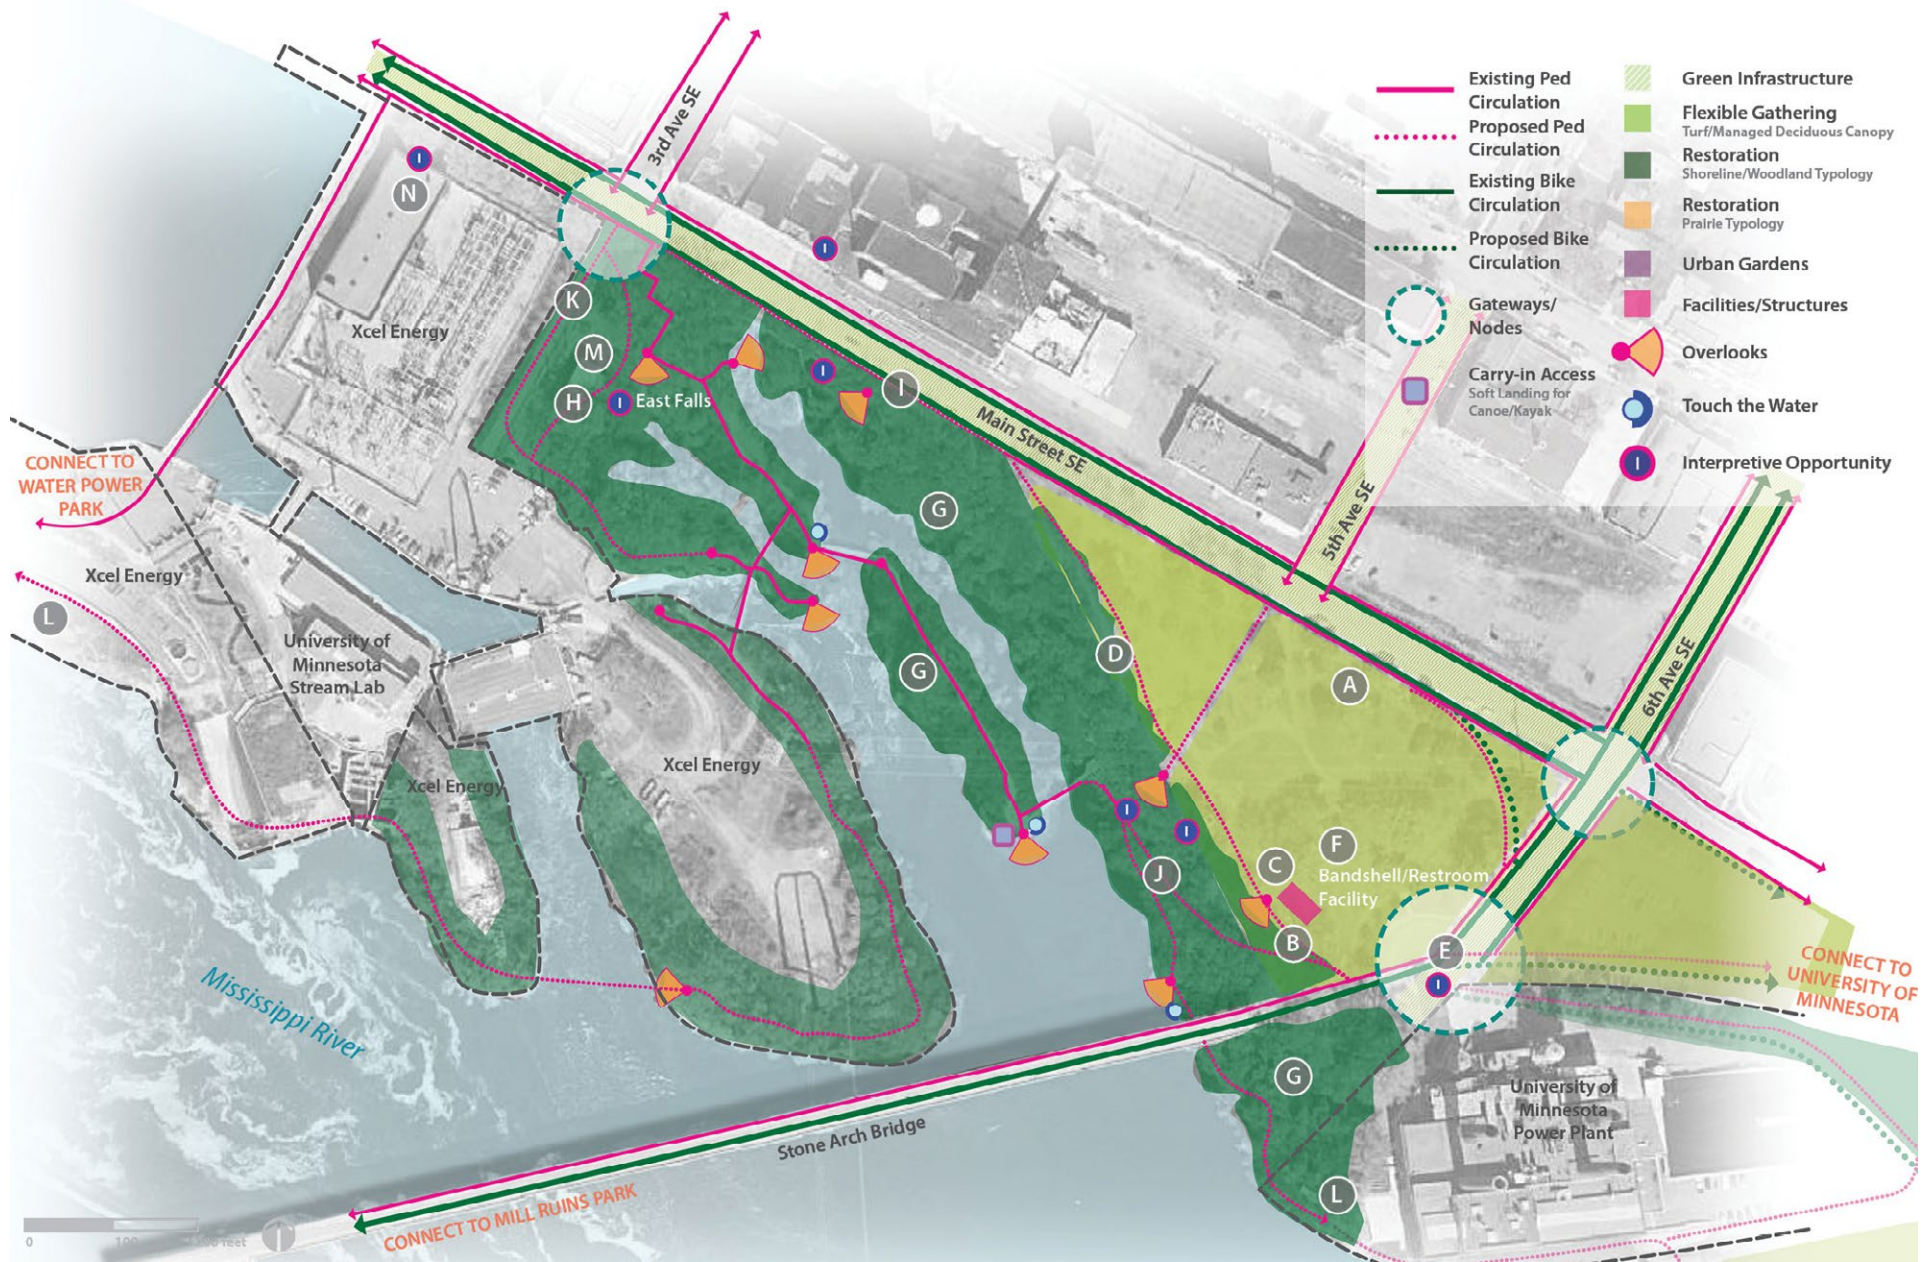 3rd Ave SE
Existing Ped
Circulation
Proposed Ped
Circulation
Existing Bike
Circulation
Proposed Bike
Circulation
Gateways/
Nodes
Carry-in Access
Soft Landing for
Canoe/Kayak
Green Infrastructure
Flexible Gathering
Turf/Managed Deciduous Canopy
Restoration
Shoreline/Woodland Typology
Restoration
Prairie Typology
Urban Gardens
Facilities/Structures
Overlooks
Touch the Water
I
Interpretive Opportunity
I
N
I
K
Xcel Energy
M
I
H
I
East Falls
I
Main Street SE
5th Ave SE
6th Ave SE
CONNECT TO
WATER POWER
PARK
G
Xcel Energy
L
University of
Minnesota
Stream Lab
D
G
A
Xcel Energy
Xcel Energy
I
I
F
C
J
Bandshell/Restroom
Facility
B
E
I
CONNECT TO
UNIVERSITY OF
MINNESOTA
Mississippi River
G
University of
Minnesota
Power Plant
Stone Arch Bridge
L
CONNECT TO MILL RUINS PARK
0
feet